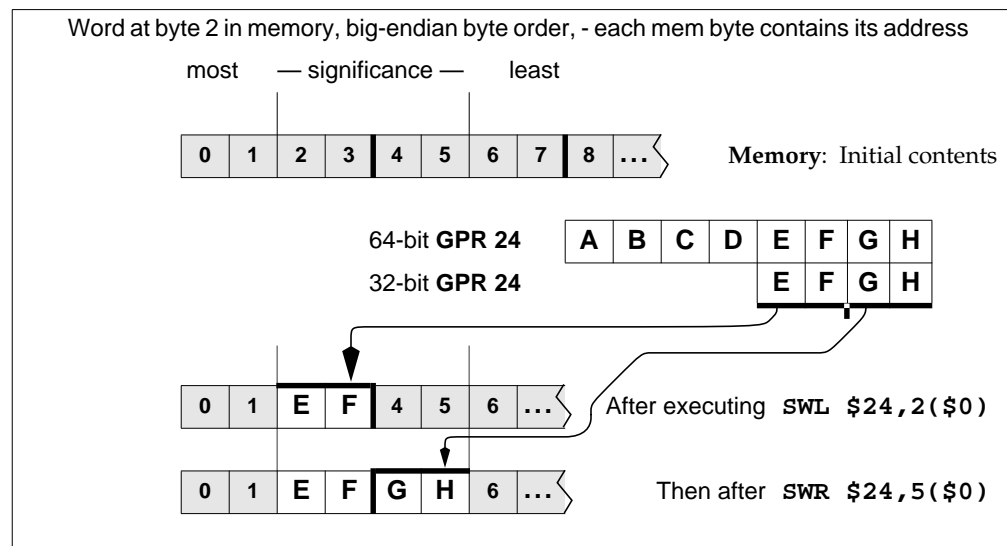 Word at byte 2 in memory, big-endian byte order, - each mem byte contains its address
most — significance — least
0 1 2 3 4 5 6 7 8 ... Memory: Initial contents
64-bit GPR 24 A B C D E F G H
32-bit GPR 24 E F G H
0 1 E F 4 5 6 ... After executing SWL $24,2($0)
0 1 E F G H 6 ... Then after SWR $24,5($0)